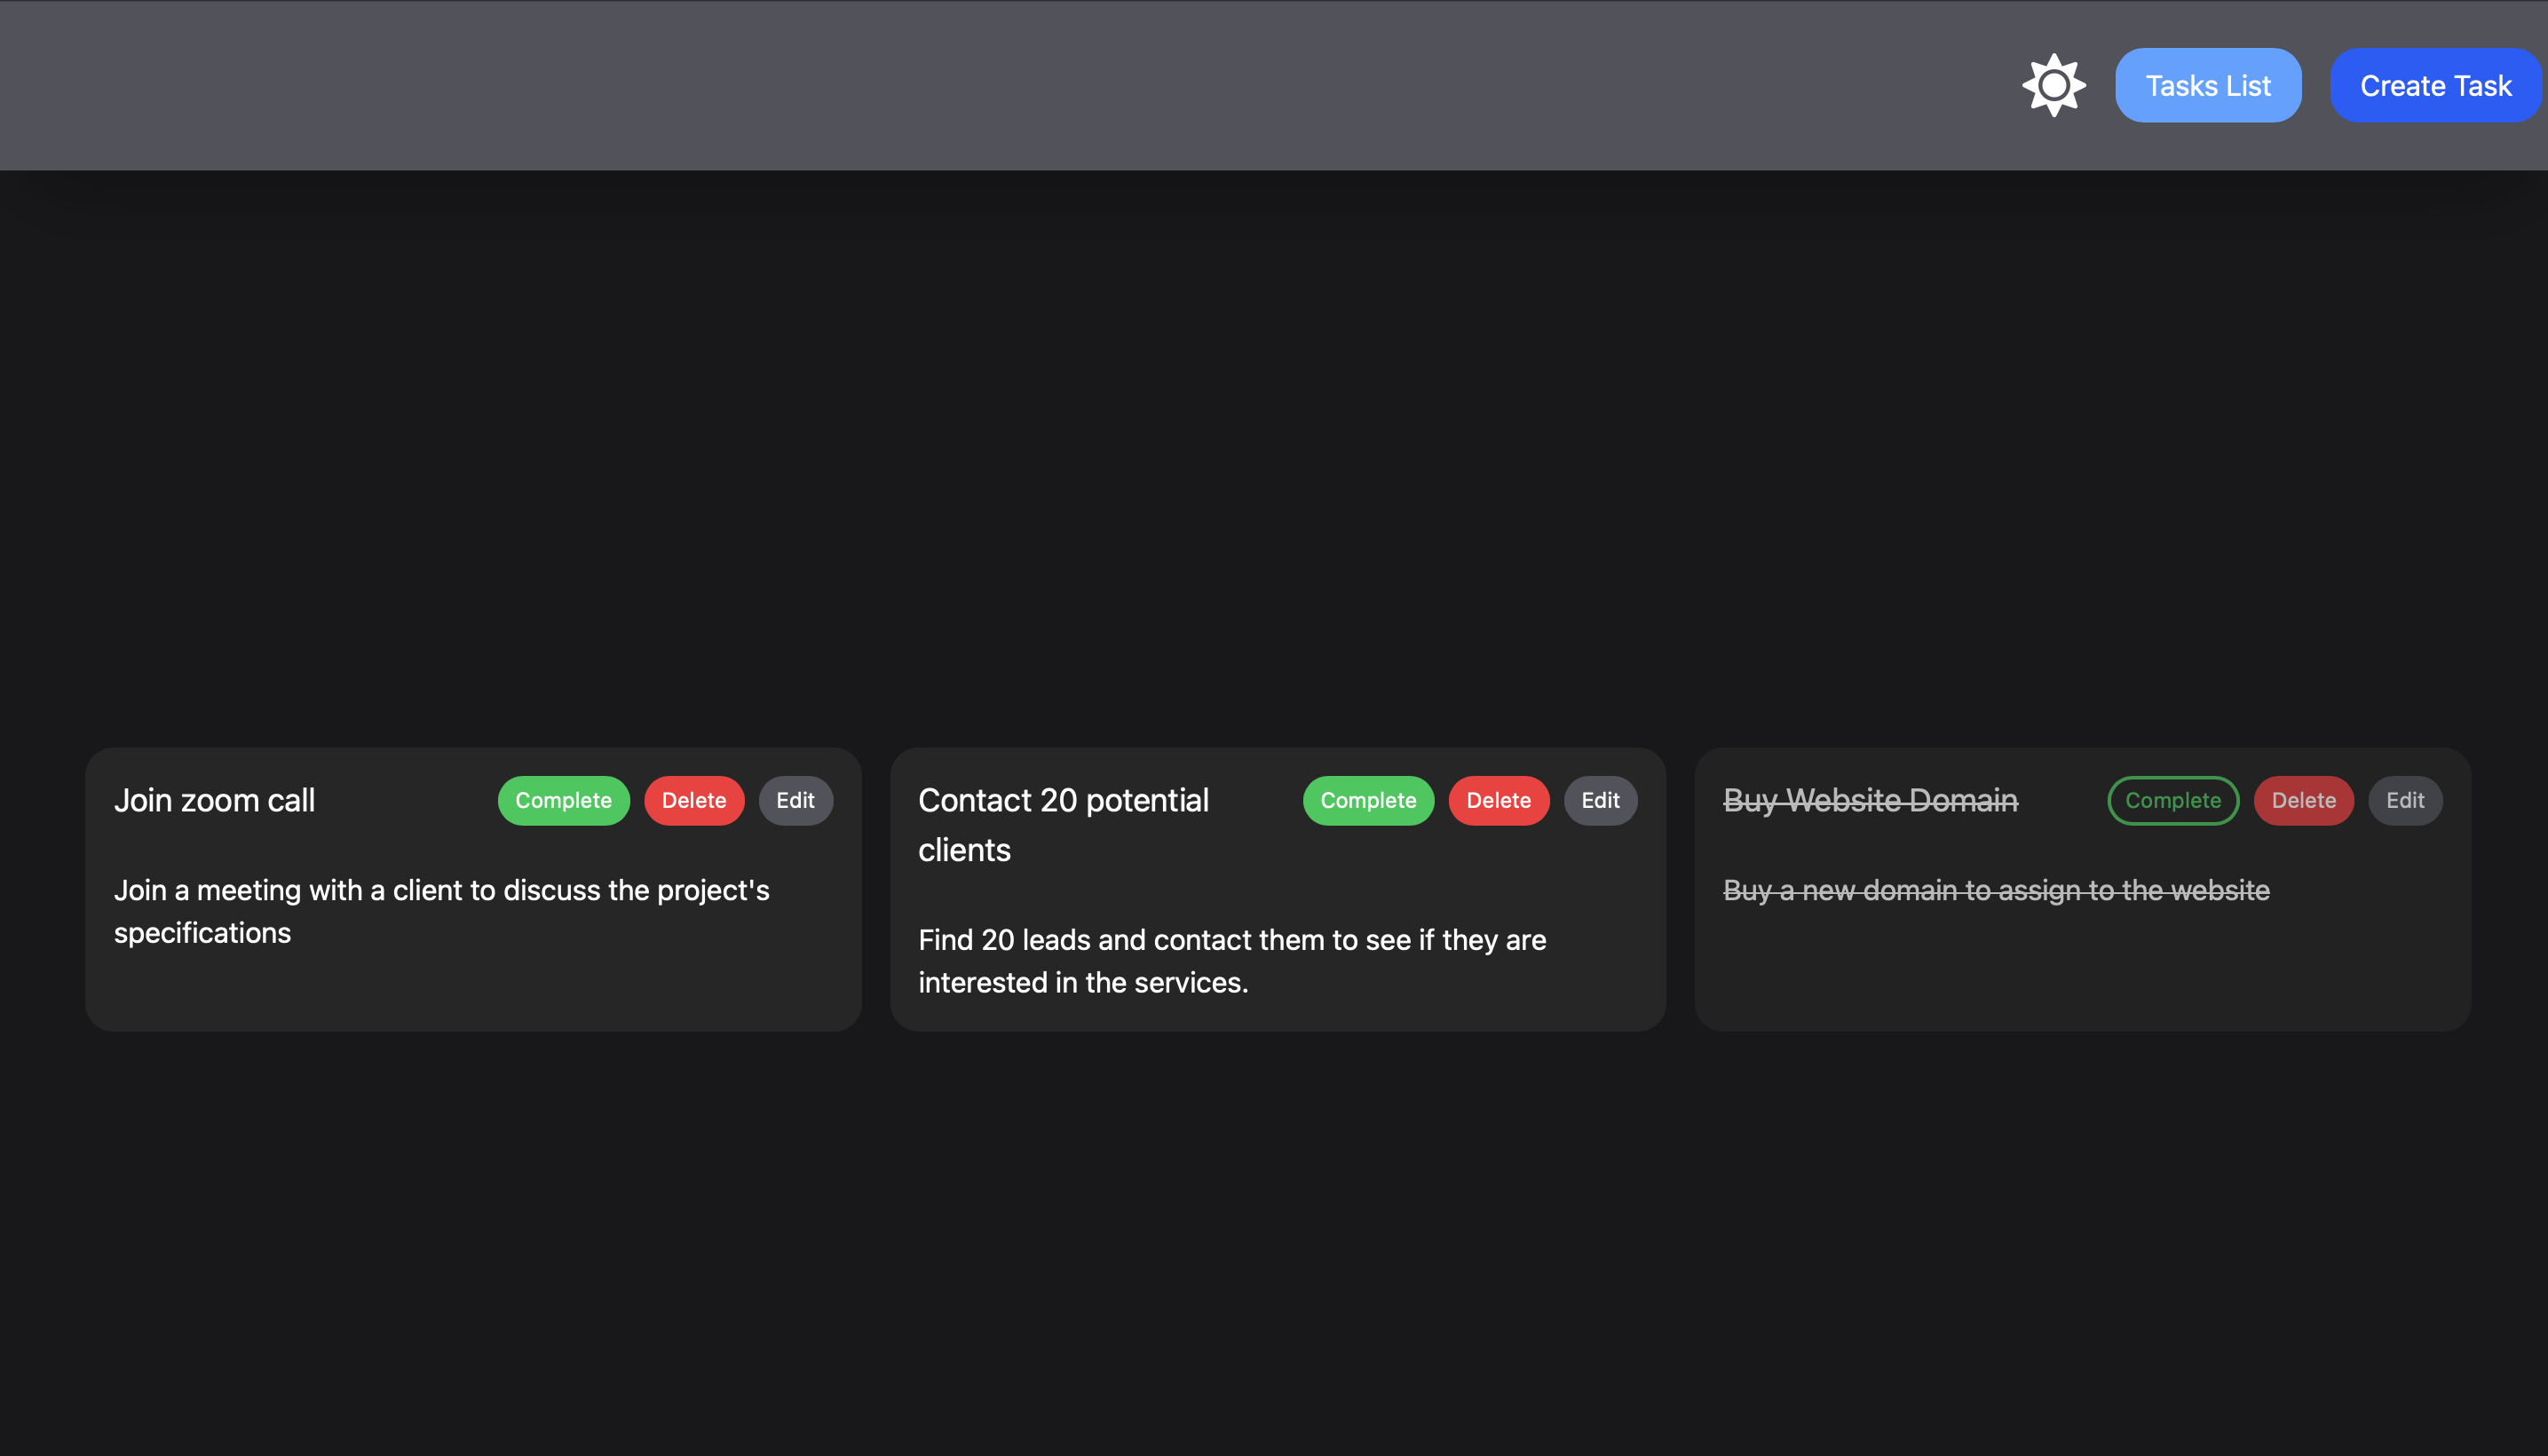 Tasks List
Create Task
Join zoom call
Complete
Delete
Edit
Join a meeting with a client to discuss the project's
specifications
Contact 20 potential
clients
Complete
Delete
Edit
Find 20 leads and contact them to see if they are
interested in the services.
Buy Website Domain
Complete
Delete
Edit
Buy a new domain to assign to the website